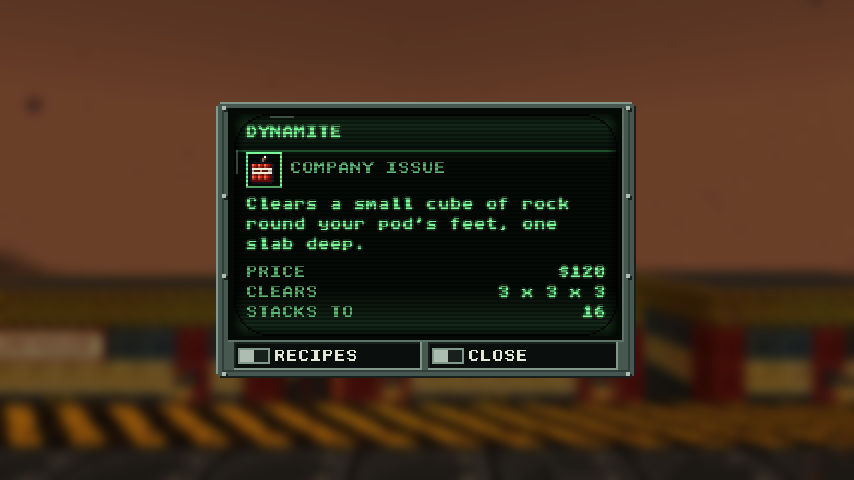 DYNAMITE
COMPANY ISSUE
Clears a small cube of rock
round your pod's feet, one
slab deep.
PRICE $120
CLEARS 3 x 3 x 3
STACKS TO 16
RECIPES CLOSE